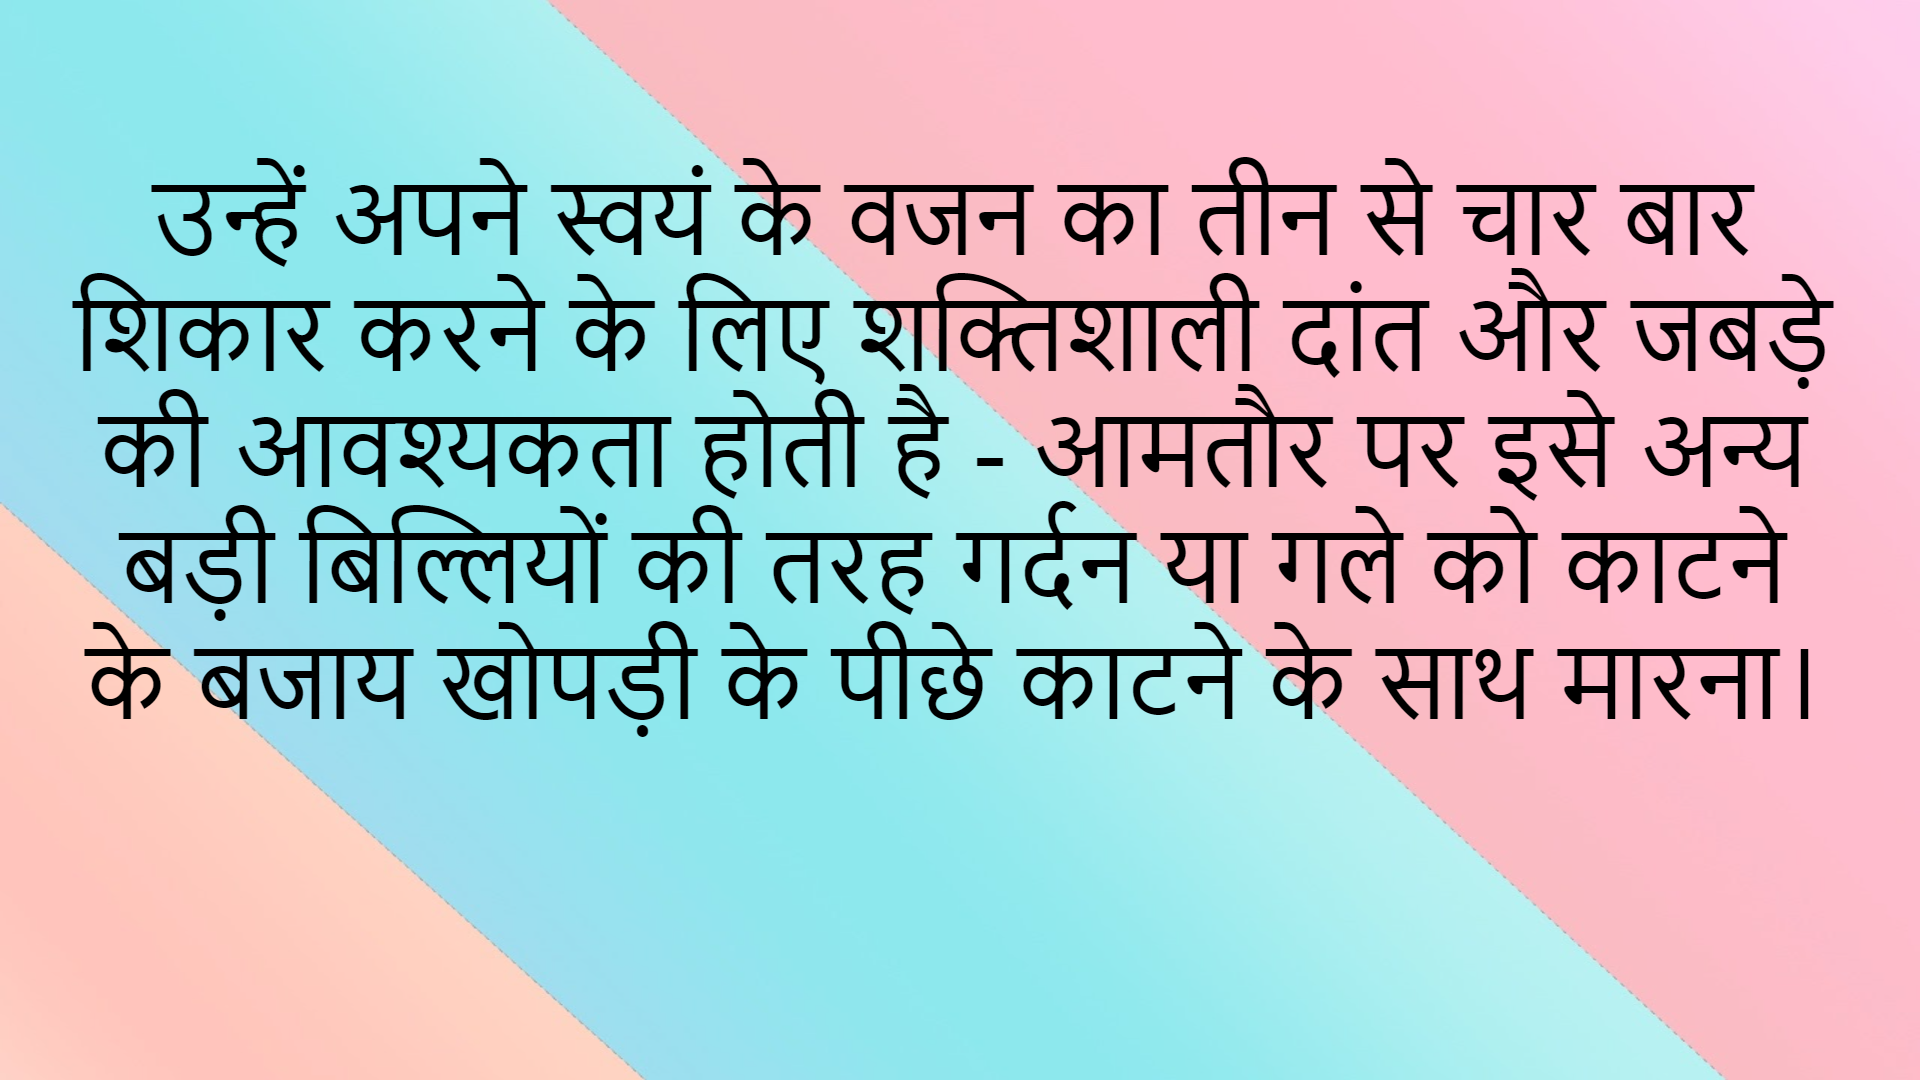 उन्हें अपने स्वयं के वजन का तीन से चार बार
शिकार करने के लिए शक्तिशाली दांत और जबड़े
की आवश्यकता होती है - आमतौर पर इसे अन्य
बड़ी बिल्लियों की तरह गर्दन या गले को काटने
के बजाय खोपड़ी के पीछे काटने के साथ मारना।